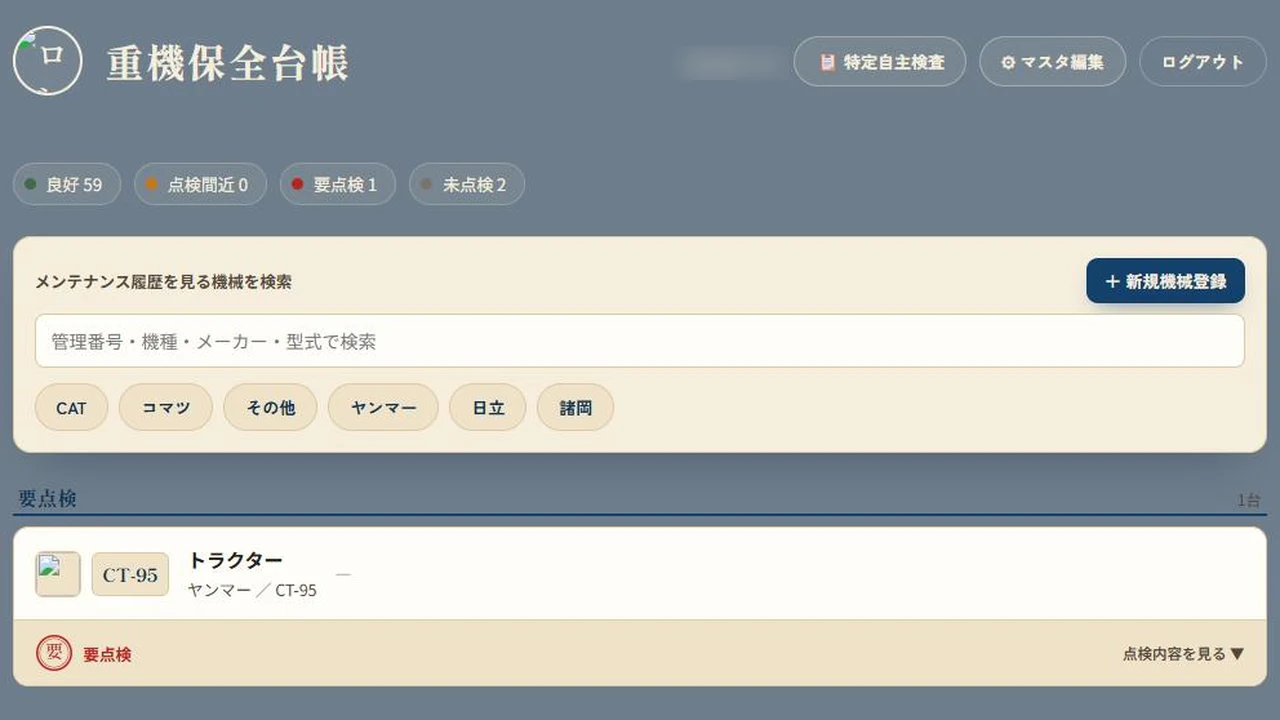 ロ
重機保全台帳
📋 特定自主検査
⚙ マスタ編集
ログアウト
良好 59
点検間近 0
要点検 1
未点検 2
メンテナンス履歴を見る機械を検索
＋ 新規機械登録
管理番号・機種・メーカー・型式で検索
CAT
コマツ
その他
ヤンマー
日立
諸岡
要点検
1台
CT-95
トラクター
ヤンマー ／ CT-95
—
要
要点検
点検内容を見る ▼